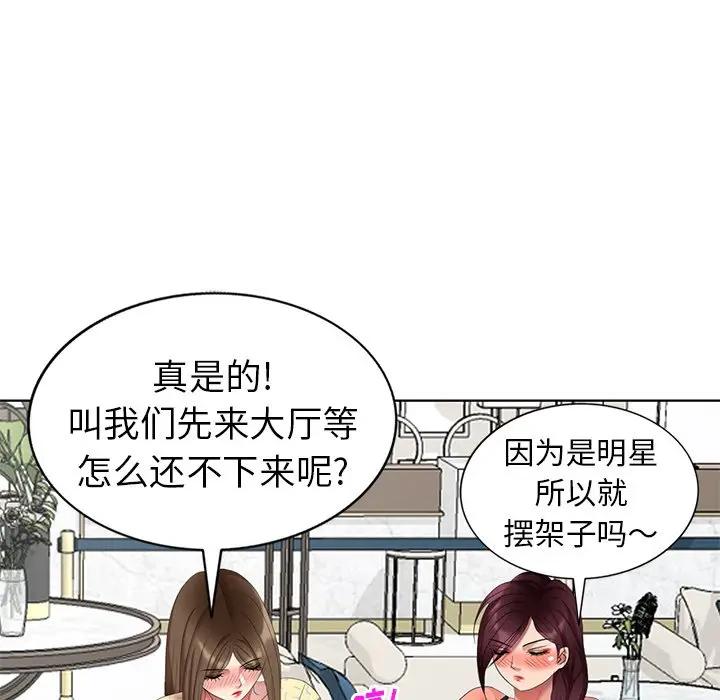 真是的!
叫我们先来大厅等
怎么还不下来呢?
因为是明星
所以就
摆架子吗～